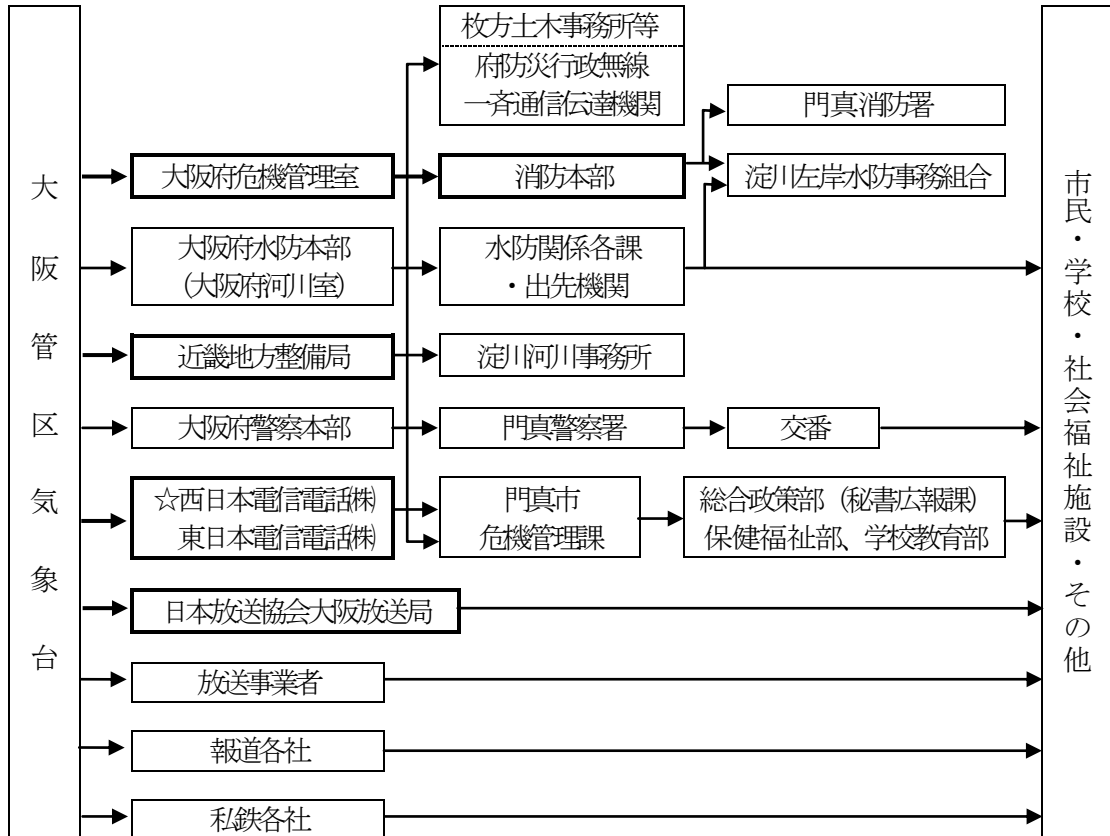 大阪管区気象台
枚方土木事務所等
府防災行政無線
一斉通信伝達機関
門真消防署
大阪府危機管理室
消防本部
淀川左岸水防事務組合
大阪府水防本部
(大阪府河川室)
水防関係各課
・出先機関
近畿地方整備局
淀川河川事務所
大阪府警察本部
門真警察署
交番
☆西日本電信電話㈱
東日本電信電話㈱
門真市
危機管理課
総合政策部（秘書広報課）
保健福祉部、学校教育部
日本放送協会大阪放送局
放送事業者
報道各社
私鉄各社
市民・学校・社会福祉施設・その他